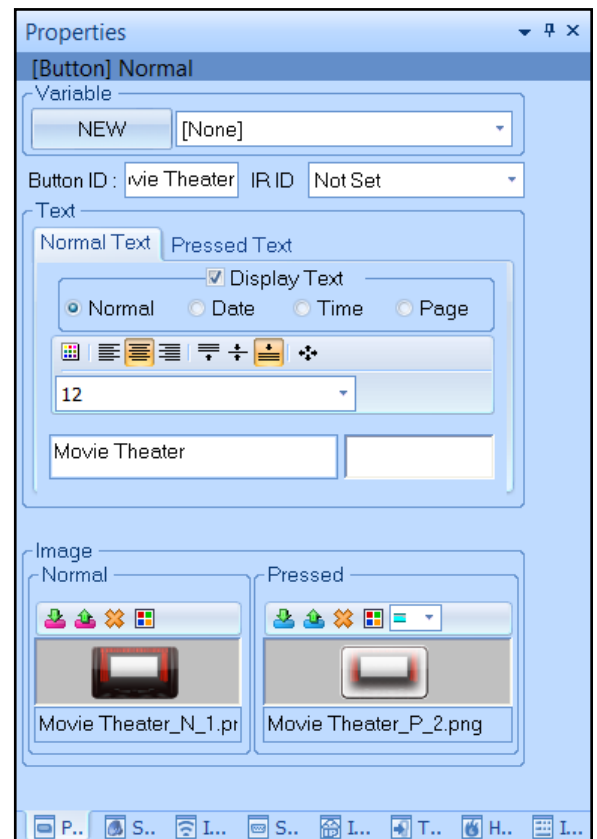 Properties
[Button] Normal
Variable
NEW [None]
Button ID : vie Theater IR ID Not Set
Text
Normal Text Pressed Text
Display Text
Normal Date Time Page
12
Movie Theater
Image
Normal Pressed
Movie Theater_N_1.pr Movie Theater_P_2.png
P.. S.. I... S.. I... T.. H.. I...